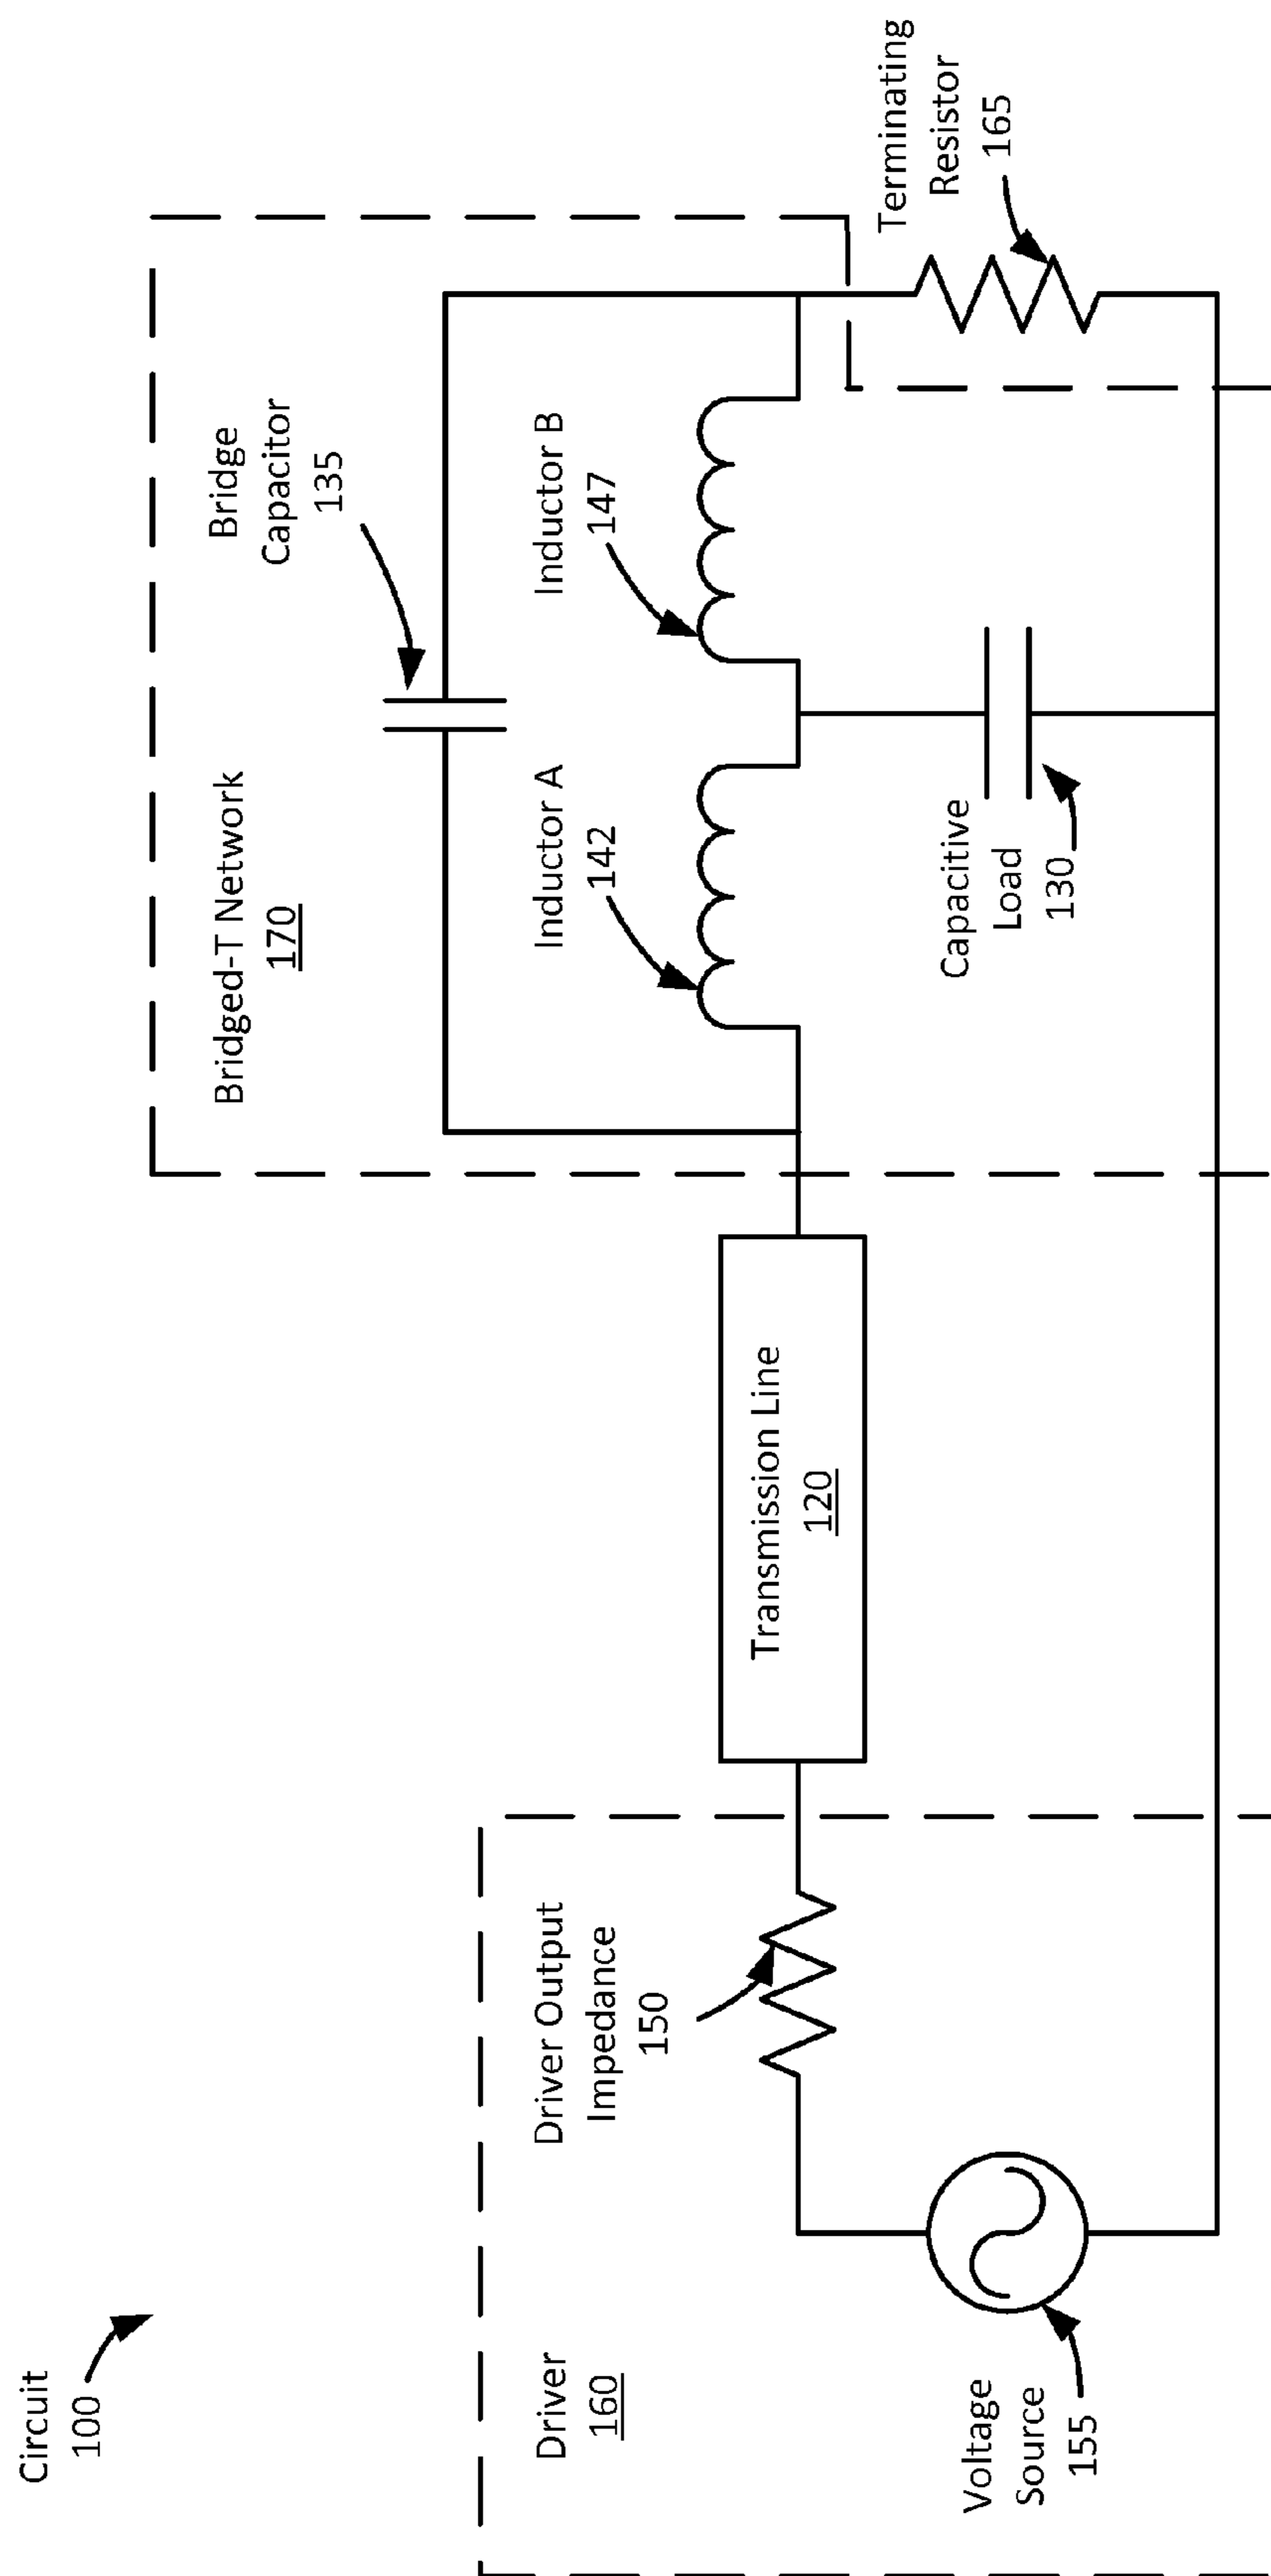 Circuit
100
Driver
160
Voltage
Source
155
Driver Output
Impedance
150
Transmission Line
120
Bridged-T Network
170
Bridge
Capacitor
135
Inductor A
142
Inductor B
147
Capacitive
Load
130
Terminating
Resistor
165